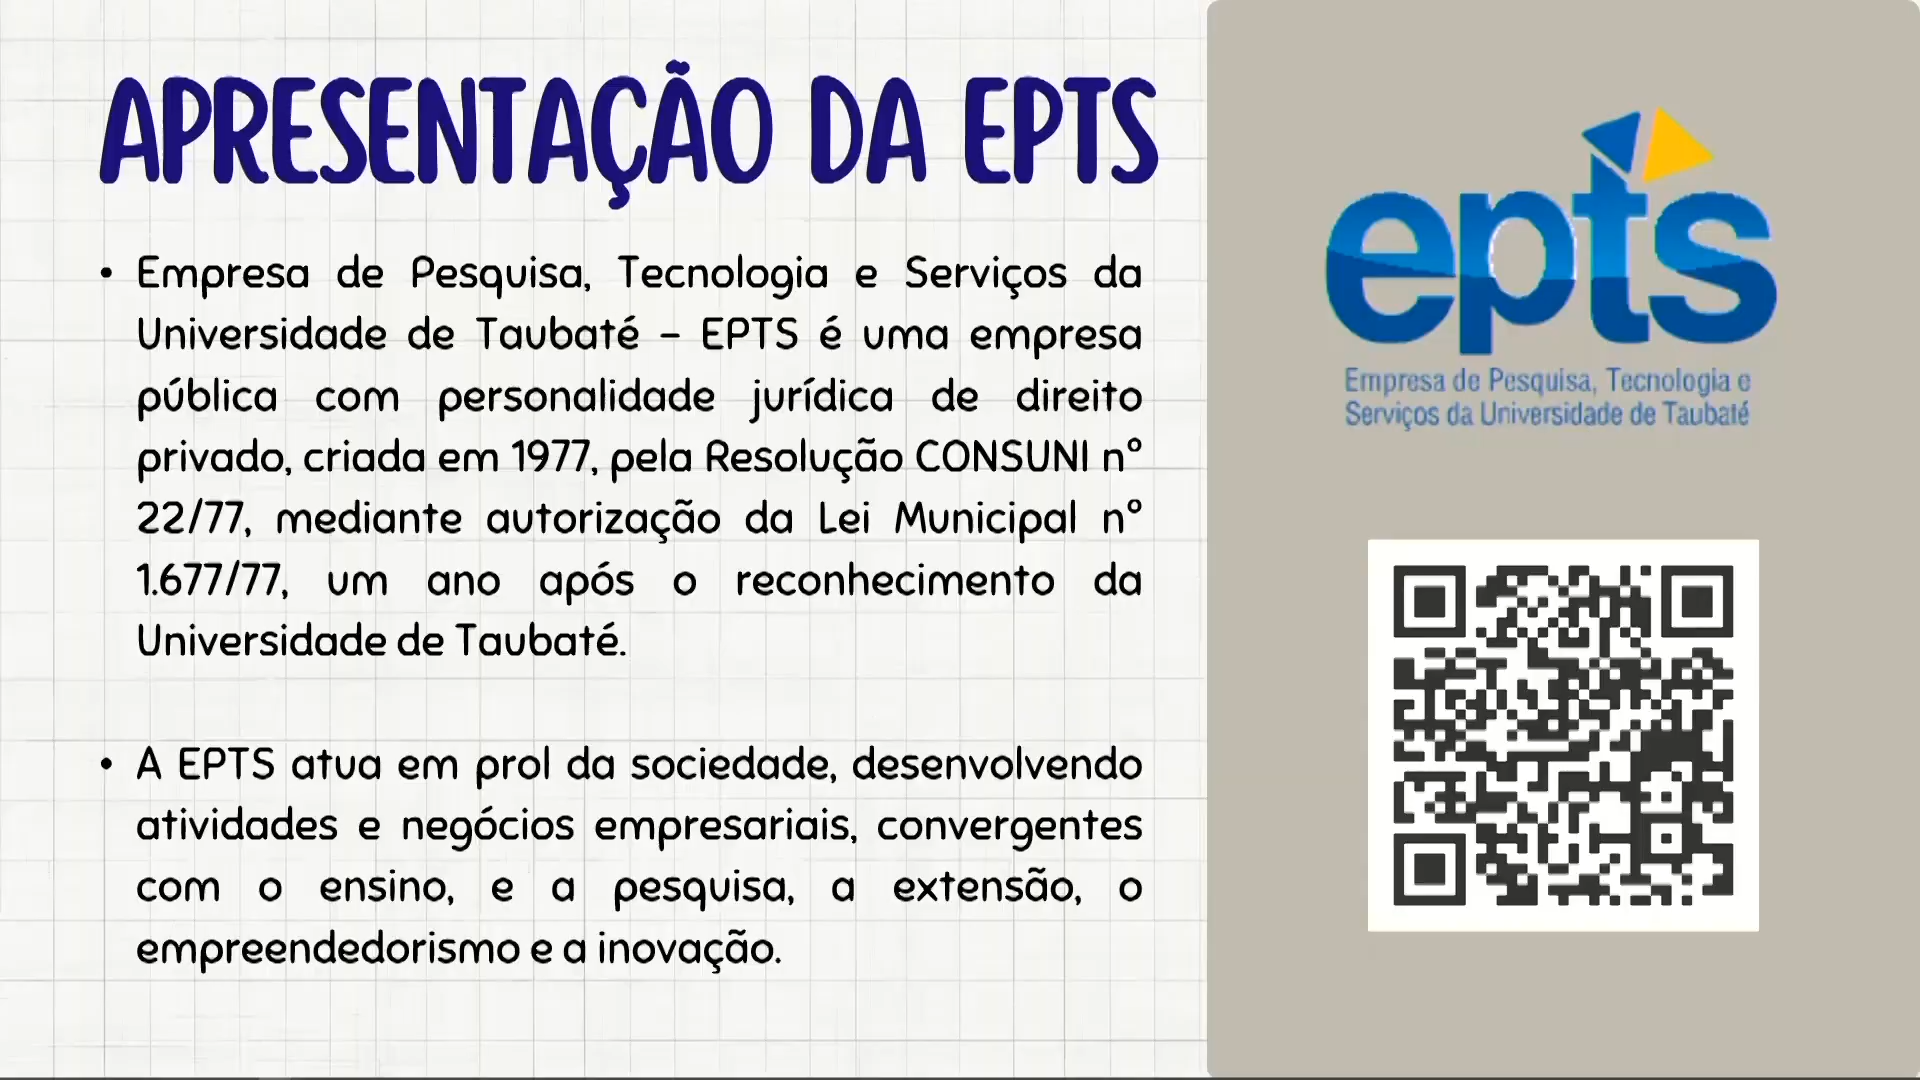 APRESENTAÇÃO DA EPTS
• Empresa de Pesquisa, Tecnologia e Serviços da
Universidade de Taubaté – EPTS é uma empresa
pública com personalidade jurídica de direito
privado, criada em 1977, pela Resolução CONSUNI nº
22/77, mediante autorização da Lei Municipal nº
1.677/77, um ano após o reconhecimento da
Universidade de Taubaté.
• A EPTS atua em prol da sociedade, desenvolvendo
atividades e negócios empresariais, convergentes
com o ensino, e a pesquisa, a extensão, o
empreendedorismo e a inovação.
epts
Empresa de Pesquisa, Tecnologia e
Serviços da Universidade de Taubaté